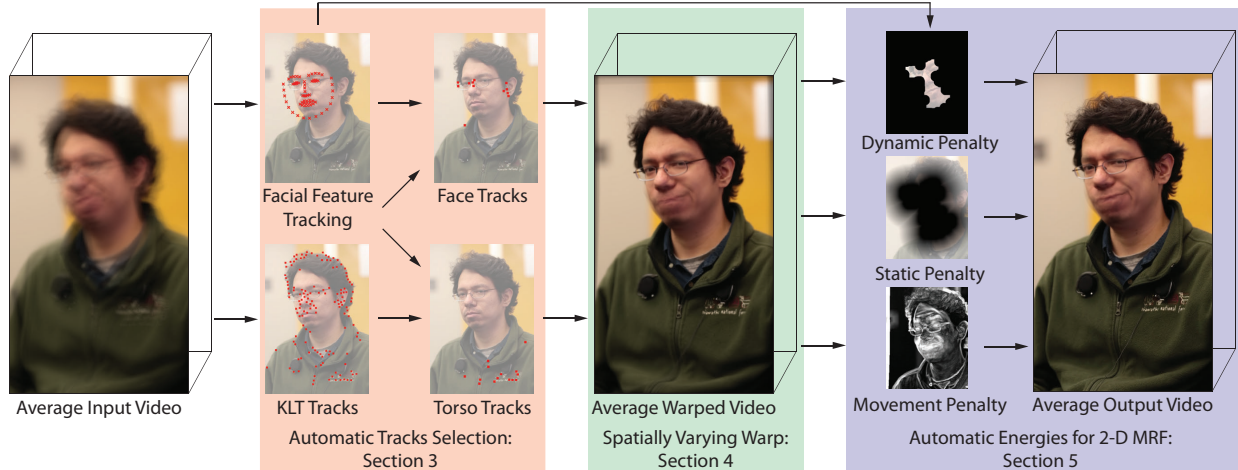 Average Input Video
Facial Feature
Tracking
Face Tracks
KLT Tracks
Torso Tracks
Automatic Tracks Selection:
Section 3
Average Warped Video
Spatially Varying Warp:
Section 4
Dynamic Penalty
Static Penalty
Movement Penalty
Average Output Video
Automatic Energies for 2-D MRF:
Section 5